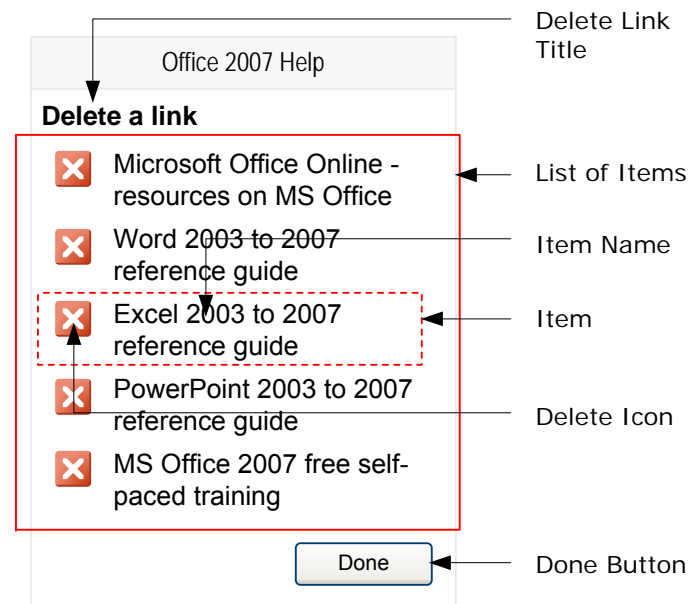 Delete Link
Title
Office 2007 Help
Delete a link
Microsoft Office Online -
resources on MS Office
List of Items
Word 2003 to 2007
reference guide
Item Name
Excel 2003 to 2007
reference guide
Item
PowerPoint 2003 to 2007
reference guide
Delete Icon
MS Office 2007 free self-
paced training
Done
Done Button